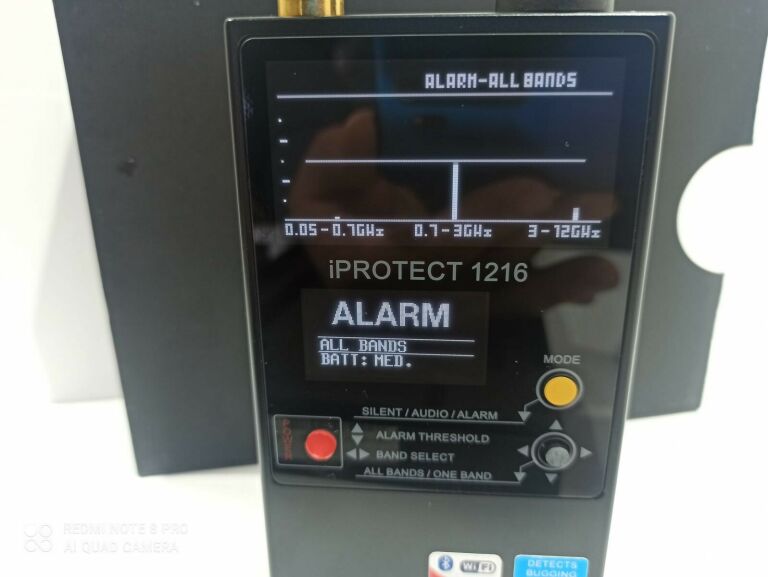 ALARM-ALL BANDS
0.05-0.7GHz 0.7-3GHz 3-12GHz
iPROTECT 1216
ALARM
ALL BANDS
BATT: MED.
MODE
SILENT / AUDIO / ALARM
POWER
ALARM THRESHOLD
BAND SELECT
ALL BANDS / ONE BAND
REDMI NOTE 8 PRO
AI QUAD CAMERA
WiFi
DETECTS
BUGGING